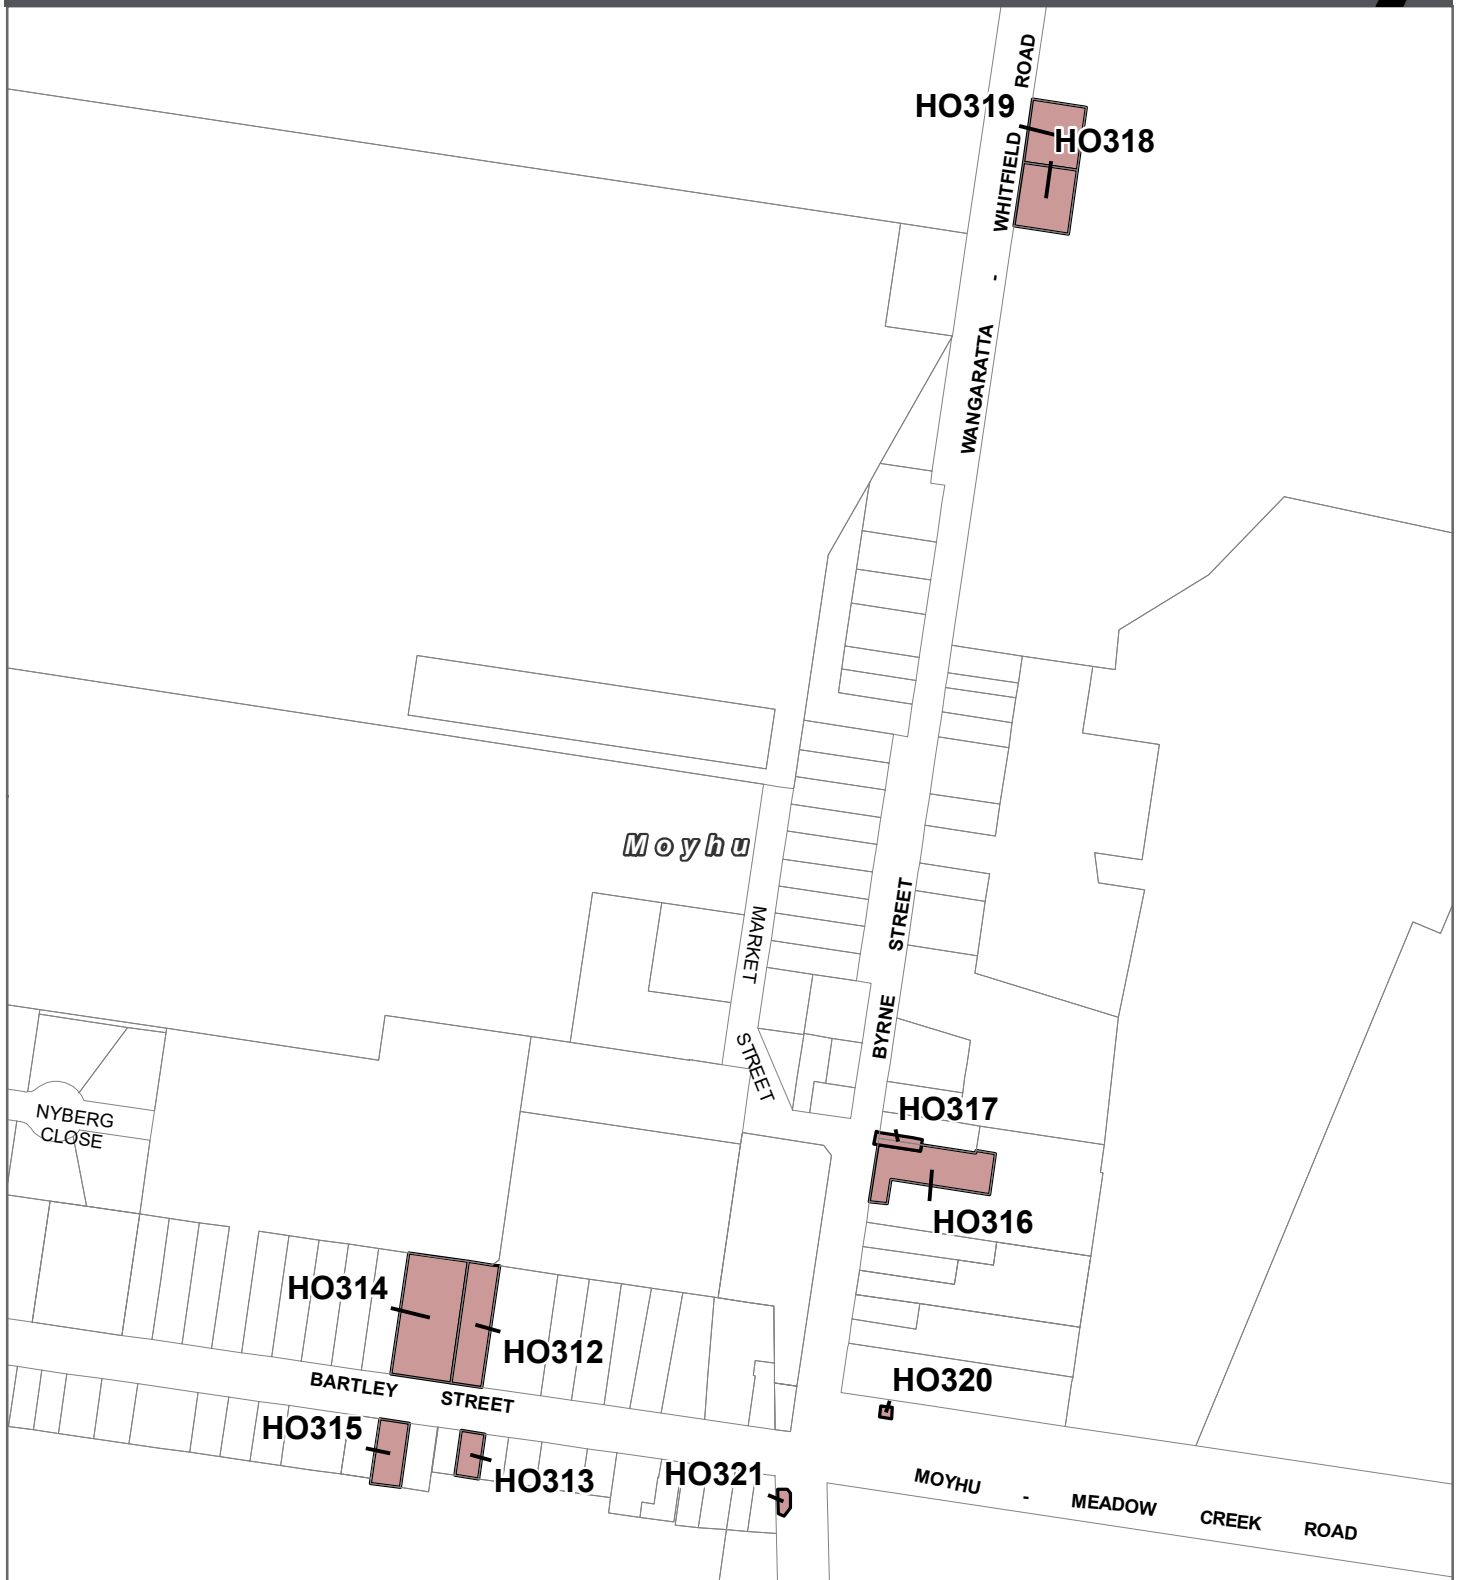 ROAD
HO319
WHITFIELD
HO318
-
WANGARATTA
Moyhu
STREET
MARKET
BYRNE
STREET
HO317
NYBERG
CLOSE
HO316
HO314
HO312
BARTLEY
STREET
HO320
HO315
HO313
HO321
MOYHU - MEADOW CREEK ROAD